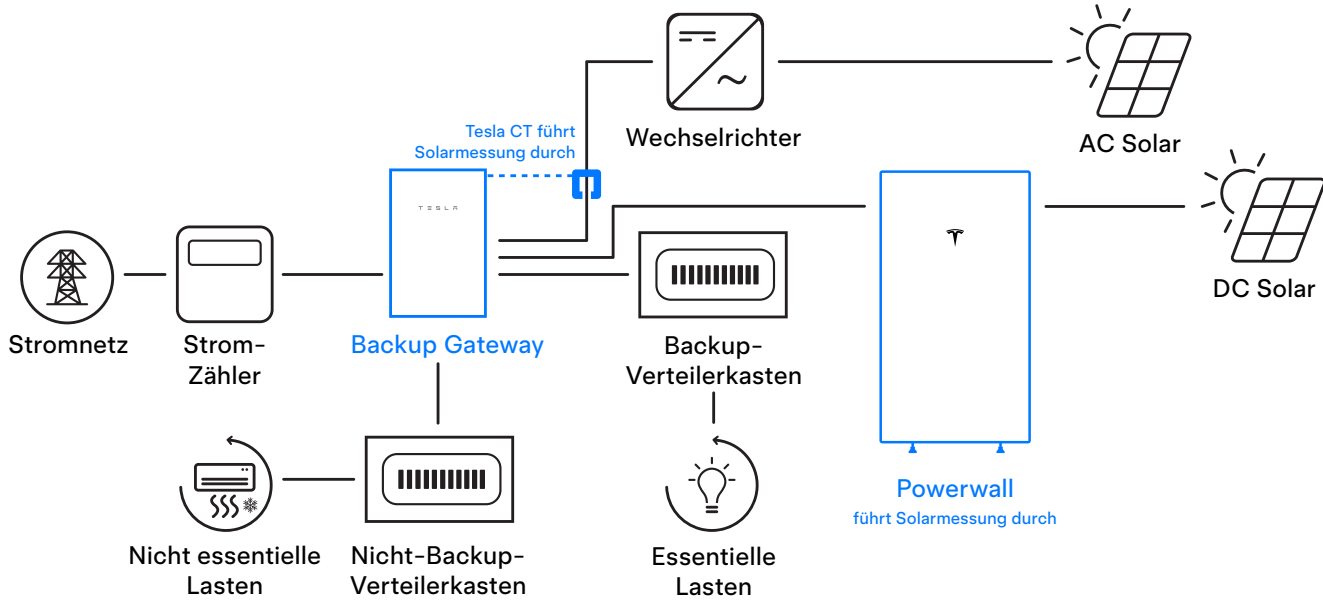 Tesla CT führt
Solarmessung durch
Wechselrichter
AC Solar
TESLA
DC Solar
Stromnetz
Strom-
Zähler
Backup Gateway
Backup-
Verteilerkasten
Powerwall
führt Solarmessung durch
Nicht essentielle
Lasten
Nicht-Backup-
Verteilerkasten
Essentielle
Lasten